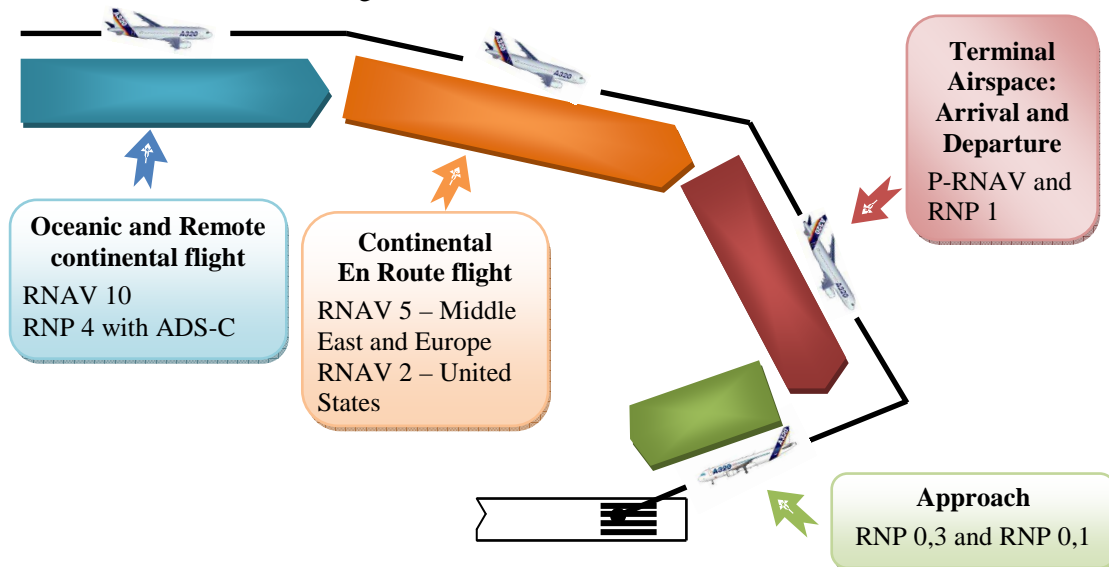 Oceanic and Remote
continental flight
RNAV 10
RNP 4 with ADS-C
Continental
En Route flight
RNAV 5 – Middle
East and Europe
RNAV 2 – United
States
Terminal
Airspace:
Arrival and
Departure
P-RNAV and
RNP 1
Approach
RNP 0,3 and RNP 0,1
A320